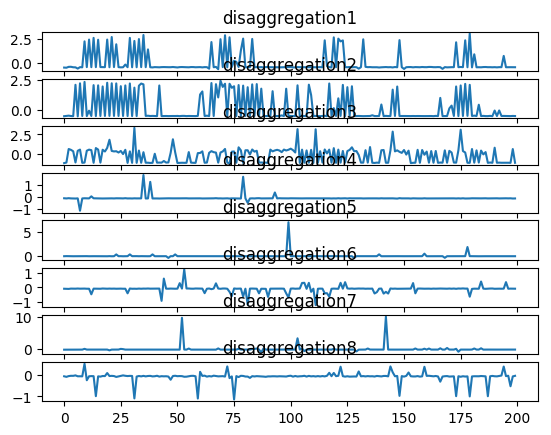 disaggregation1
2.5
0.0
disaggregation2
2.5
0.0
disaggregation3
2.5
0.0
disaggregation4
1
0
−1
disaggregation5
5
0
disaggregation6
1
0
−1
disaggregation7
10
0
disaggregation8
0
−1
0 25 50 75 100 125 150 175 200